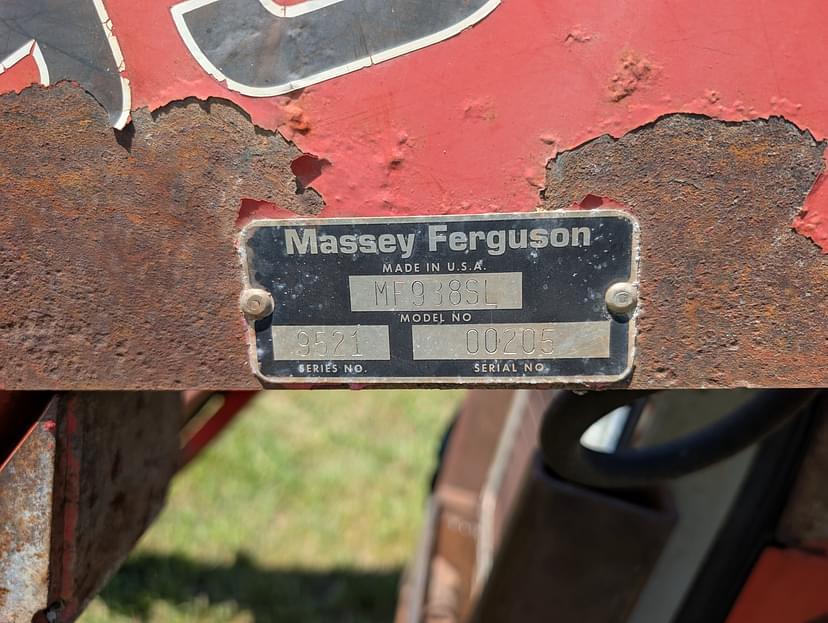 Massey Ferguson
MADE IN U.S.A.
MF938SL
MODEL NO
9521 00205
SERIES NO. SERIAL NO.